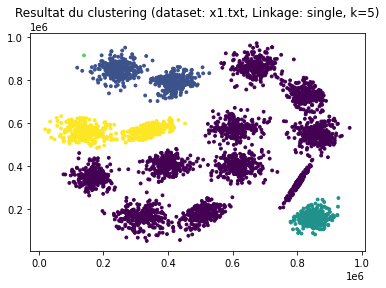 Resultat du clustering (dataset: x1.txt, Linkage: single, k=5)
1e6
1.0
0.8
0.6
0.4
0.2
0.0 0.2 0.4 0.6 0.8 1.0
1e6